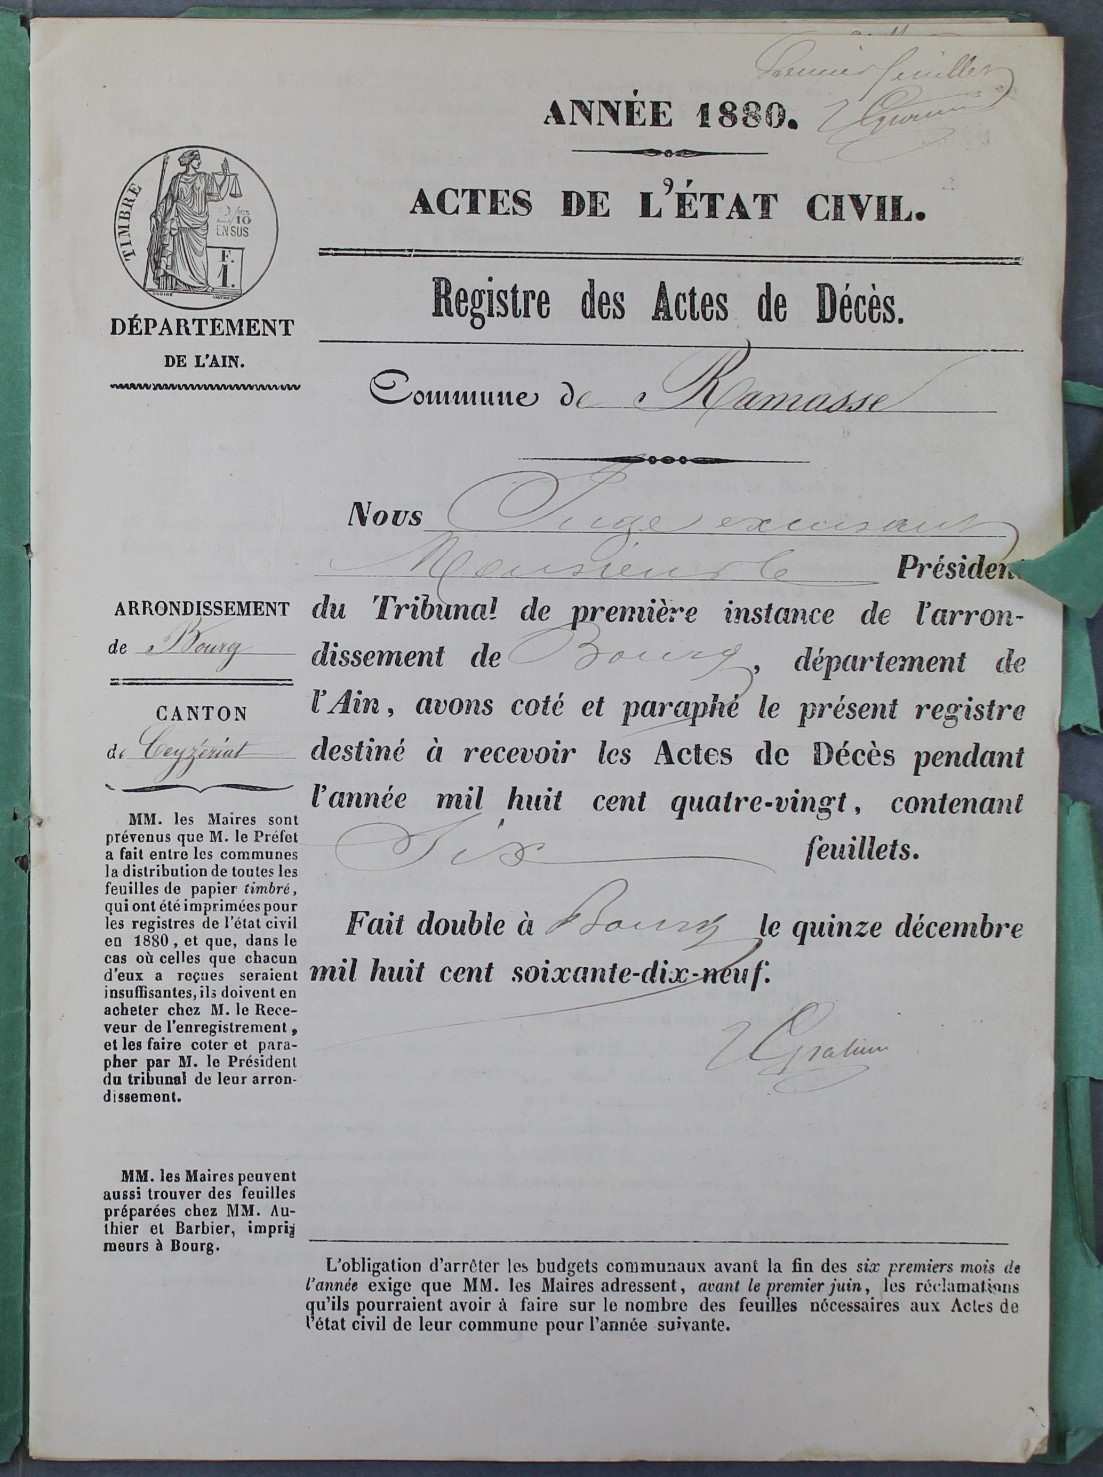 Premier feuillet
ANNÉE 1880.
ACTES DE L'ÉTAT CIVIL.
TIMBRE
2/10
EN SUS
F.
1.
DÉPARTEMENT
DE L'AIN.
Registre des Actes de Décès.
Commune de Ramasse
Nous Juge excusant
Monsieur le Présiden
du Tribunal de première instance de l'arron-
dissement de Bourg, département de
l'Ain, avons coté et paraphé le présent registre
destiné à recevoir les Actes de Décès pendant
l'année mil huit cent quatre-vingt, contenant
Six feuillets.
Fait double à Bourg le quinze décembre
mil huit cent soixante-dix-neuf.
ARRONDISSEMENT
de Bourg
CANTON
de Ceyzériat
MM. les Maires sont
prévenus que M. le Préfet
a fait entre les communes
la distribution de toutes les
feuilles de papier timbré,
qui ont été imprimées pour
les registres de l'état civil
en 1880, et que, dans le
cas où celles que chacun
d'eux a reçues seraient
insuffisantes, ils doivent en
acheter chez M. le Rece-
veur de l'enregistrement,
et les faire coter et para-
pher par M. le Président
du tribunal de leur arron-
dissement.
MM. les Maires peuvent
aussi trouver des feuilles
préparées chez MM. Au-
thier et Barbier, impri-
meurs à Bourg.
L'obligation d'arrêter les budgets communaux avant la fin des six premiers mois de
l'année exige que MM. les Maires adressent, avant le premier juin, les réclamations
qu'ils pourraient avoir à faire sur le nombre des feuilles nécessaires aux Actes de
l'état civil de leur commune pour l'année suivante.